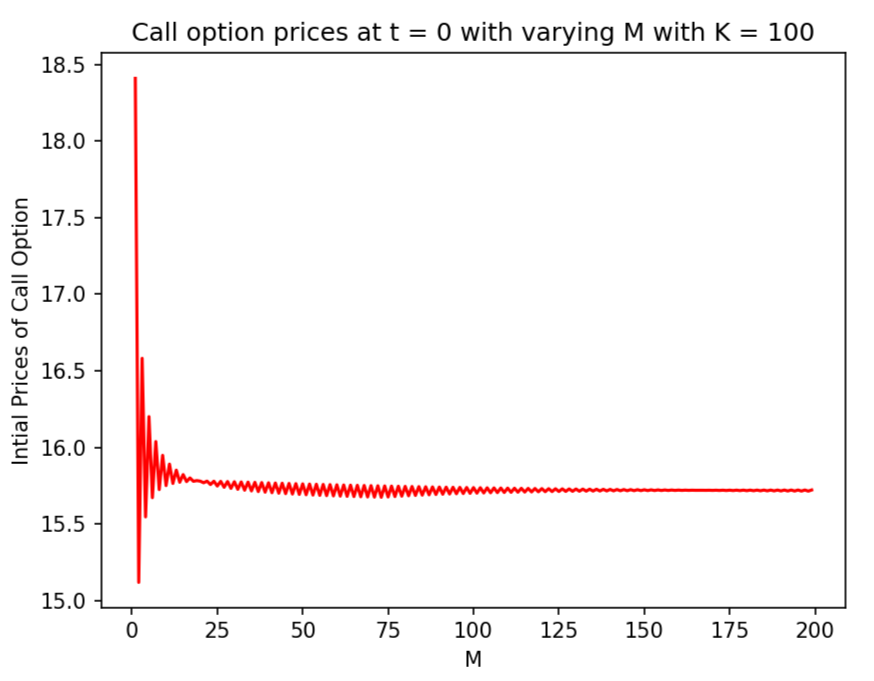 Call option prices at t = 0 with varying M with K = 100
18.5
18.0
17.5
17.0
16.5
16.0
15.5
15.0
Intial Prices of Call Option
0 25 50 75 100 125 150 175 200
M